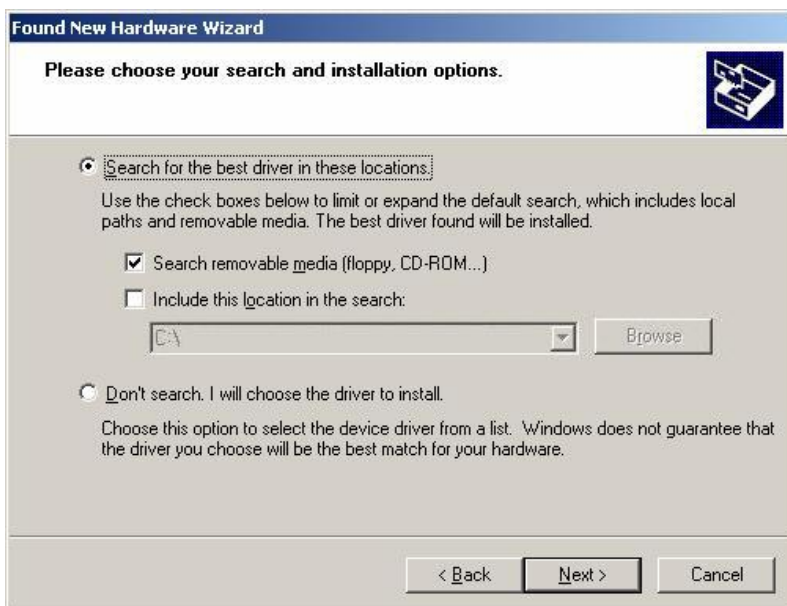 Found New Hardware Wizard
Please choose your search and installation options.
Search for the best driver in these locations.
Use the check boxes below to limit or expand the default search, which includes local
paths and removable media. The best driver found will be installed.
Search removable media (floppy, CD-ROM...)
Include this location in the search:
C:\
Browse
Don't search. I will choose the driver to install.
Choose this option to select the device driver from a list. Windows does not guarantee that
the driver you choose will be the best match for your hardware.
< Back
Next >
Cancel